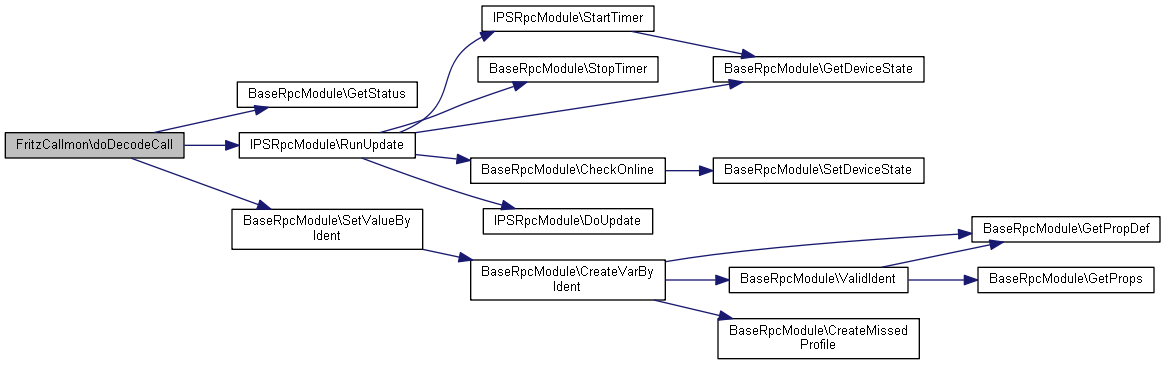 FritzCallmon\doDecodeCall
BaseRpcModule\GetStatus
IPSRpcModule\RunUpdate
BaseRpcModule\SetValueBy
Ident
IPSRpcModule\StartTimer
BaseRpcModule\StopTimer
BaseRpcModule\GetDeviceState
BaseRpcModule\CheckOnline
BaseRpcModule\SetDeviceState
IPSRpcModule\DoUpdate
BaseRpcModule\CreateVarBy
Ident
BaseRpcModule\GetPropDef
BaseRpcModule\ValidIdent
BaseRpcModule\GetProps
BaseRpcModule\CreateMissed
Profile